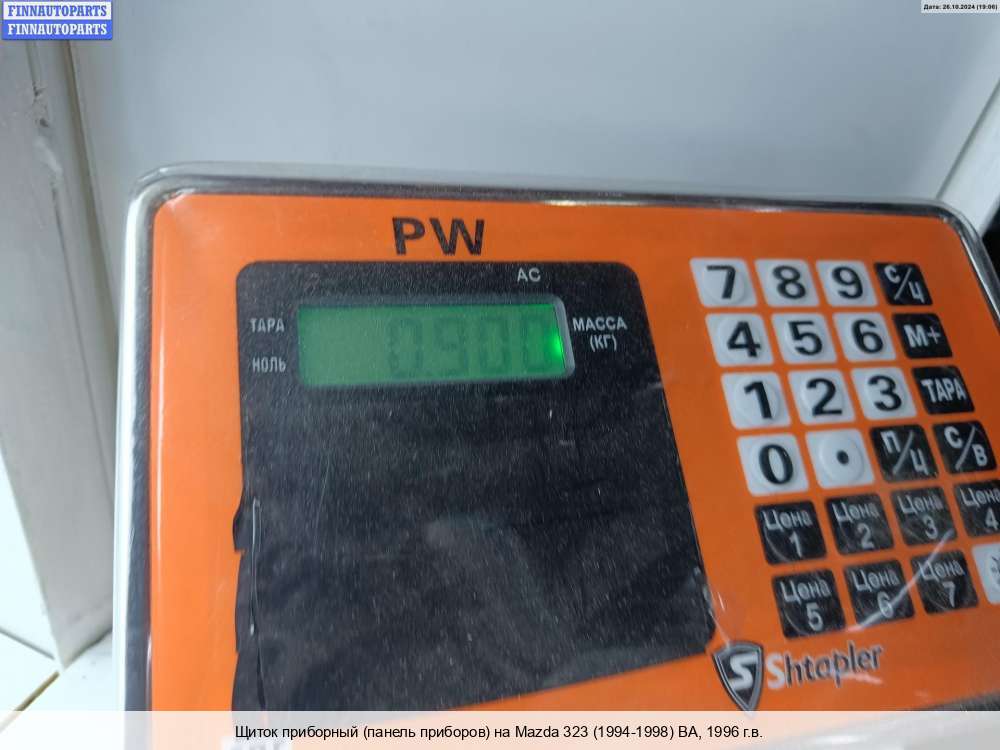 FINNAUTOPARTS
FINNAUTOPARTS
Дата: 26.10.2024 (19:06)
PW
AC
ТАРА
НОЛЬ
0.900
МАССА
(КГ)
7 8 9 С/Ц
4 5 6 М+
1 2 3 ТАРА
0 . П/Ц С/В
Цена 1 Цена 2 Цена 3 Цена 4
Цена 5 Цена 6 Цена 7
S Shtapler
Щиток приборный (панель приборов) на Mazda 323 (1994-1998) BA, 1996 г.в.